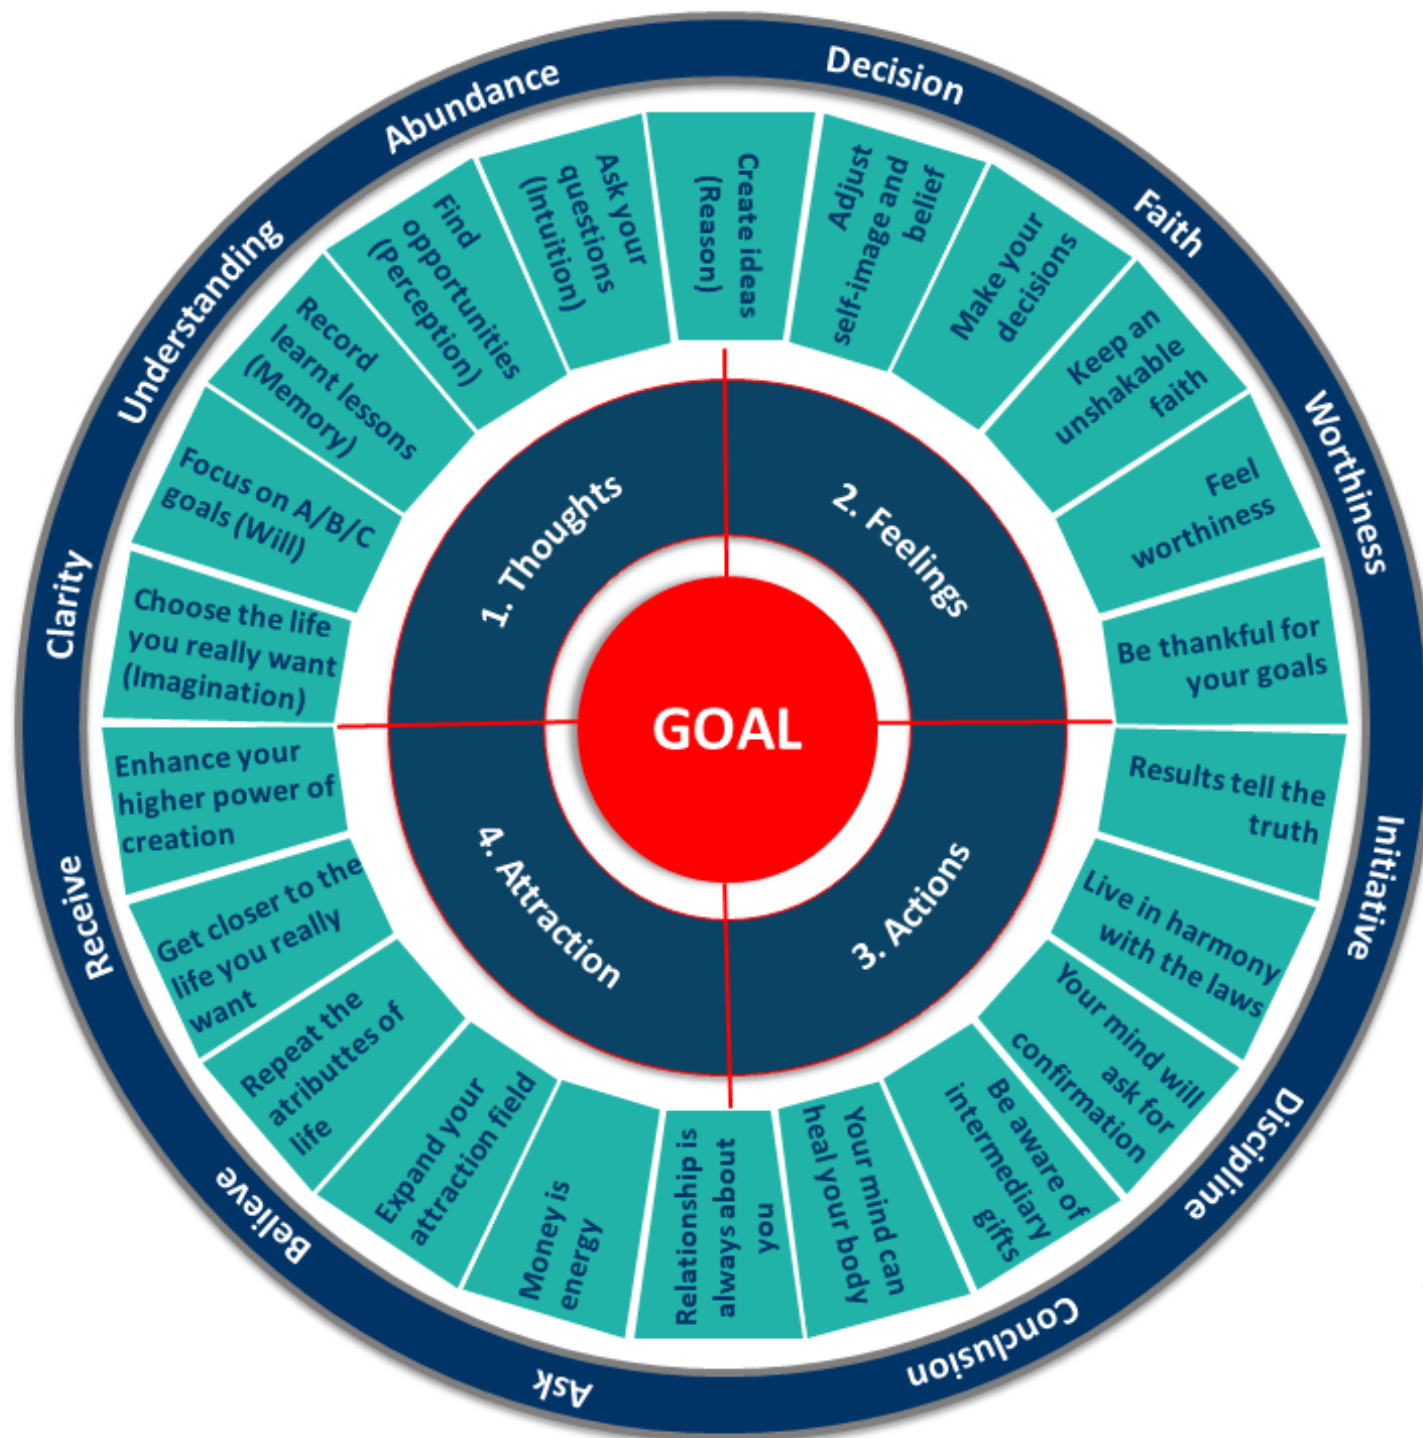 GOAL
1. Thoughts
2. Feelings
3. Actions
4. Attraction
Choose the life
you really want
(Imagination)
Focus on A/B/C
goals (Will)
Record
learnt lessons
(Memory)
Find
opportunities
(Perception)
Ask your
questions
(Intuition)
Create ideas
(Reason)
Adjust
self-image and
belief
Make your
decisions
Keep an
unshakable
faith
Feel
worthiness
Be thankful for
your goals
Results tell the
truth
Live in harmony
with the laws
Your mind will
ask for
confirmation
Be aware of
intermediary
gifts
Your mind can
heal your body
Relationship is
always about
you
Money is
energy
Expand your
attraction field
Repeat the
atributtes of
life
Get closer to the
life you really
want
Enhance your
higher power of
creation
Clarity
Understanding
Abundance
Decision
Faith
Worthiness
Initiative
Discipline
Conclusion
Ask
Believe
Receive